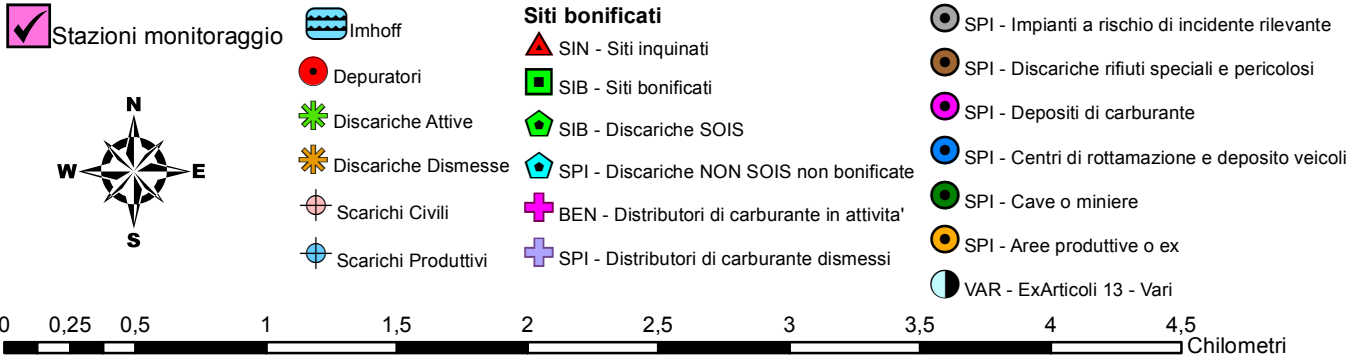 Stazioni monitoraggio
N
W E
S
Imhoff
Depuratori
Discariche Attive
Discariche Dismesse
Scarichi Civili
Scarichi Produttivi
Siti bonificati
SIN - Siti inquinati
SIB - Siti bonificati
SIB - Discariche SOIS
SPI - Discariche NON SOIS non bonificate
BEN - Distributori di carburante in attivita'
SPI - Distributori di carburante dismessi
SPI - Impianti a rischio di incidente rilevante
SPI - Discariche rifiuti speciali e pericolosi
SPI - Depositi di carburante
SPI - Centri di rottamazione e deposito veicoli
SPI - Cave o miniere
SPI - Aree produttive o ex
VAR - ExArticoli 13 - Vari
0 0,25 0,5 1 1,5 2 2,5 3 3,5 4 4,5
Chilometri